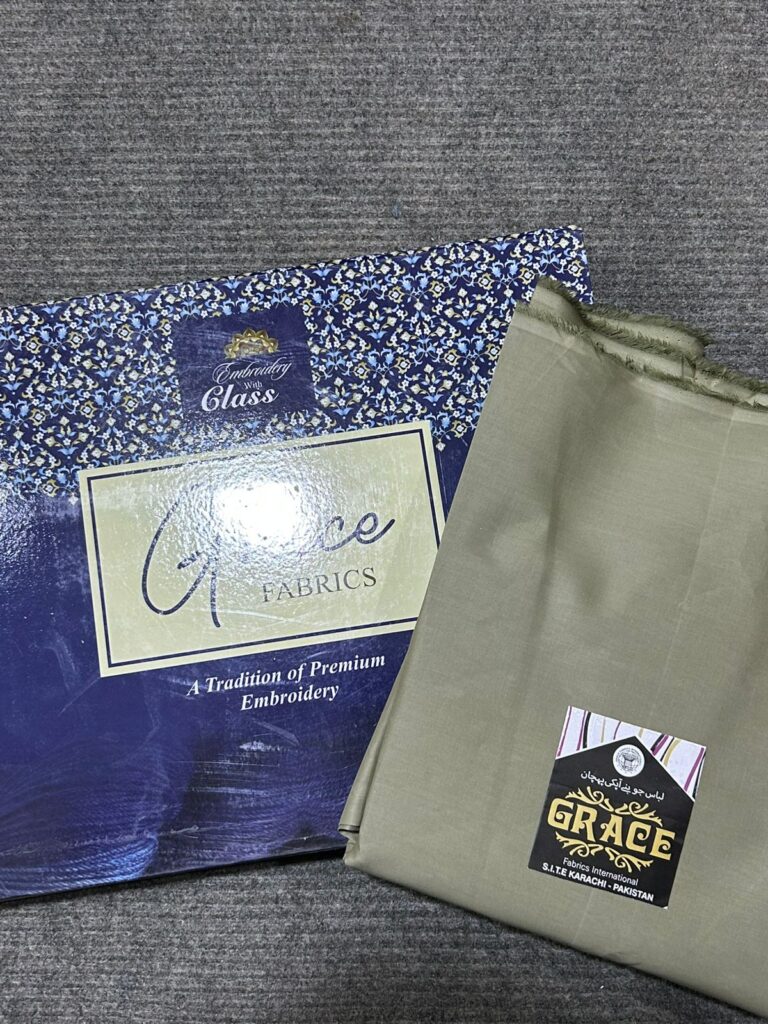 Embroidery
With
Class
Grace
FABRICS
A Tradition of Premium
Embroidery
لباس جو بنے آپکی پہچان
GRACE
Fabrics International
S.I.T.E KARACHI - PAKISTAN